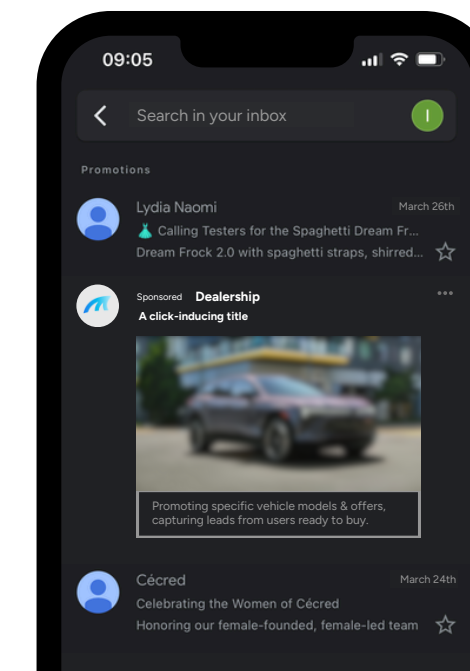 09:05
Search in your inbox
I
Promotions
Lydia Naomi
March 26th
👗 Calling Testers for the Spaghetti Dream Fr...
Dream Frock 2.0 with spaghetti straps, shirred...
Sponsored Dealership
A click-inducing title
Promoting specific vehicle models & offers,
capturing leads from users ready to buy.
Cécred
March 24th
Celebrating the Women of Cécred
Honoring our female-founded, female-led team